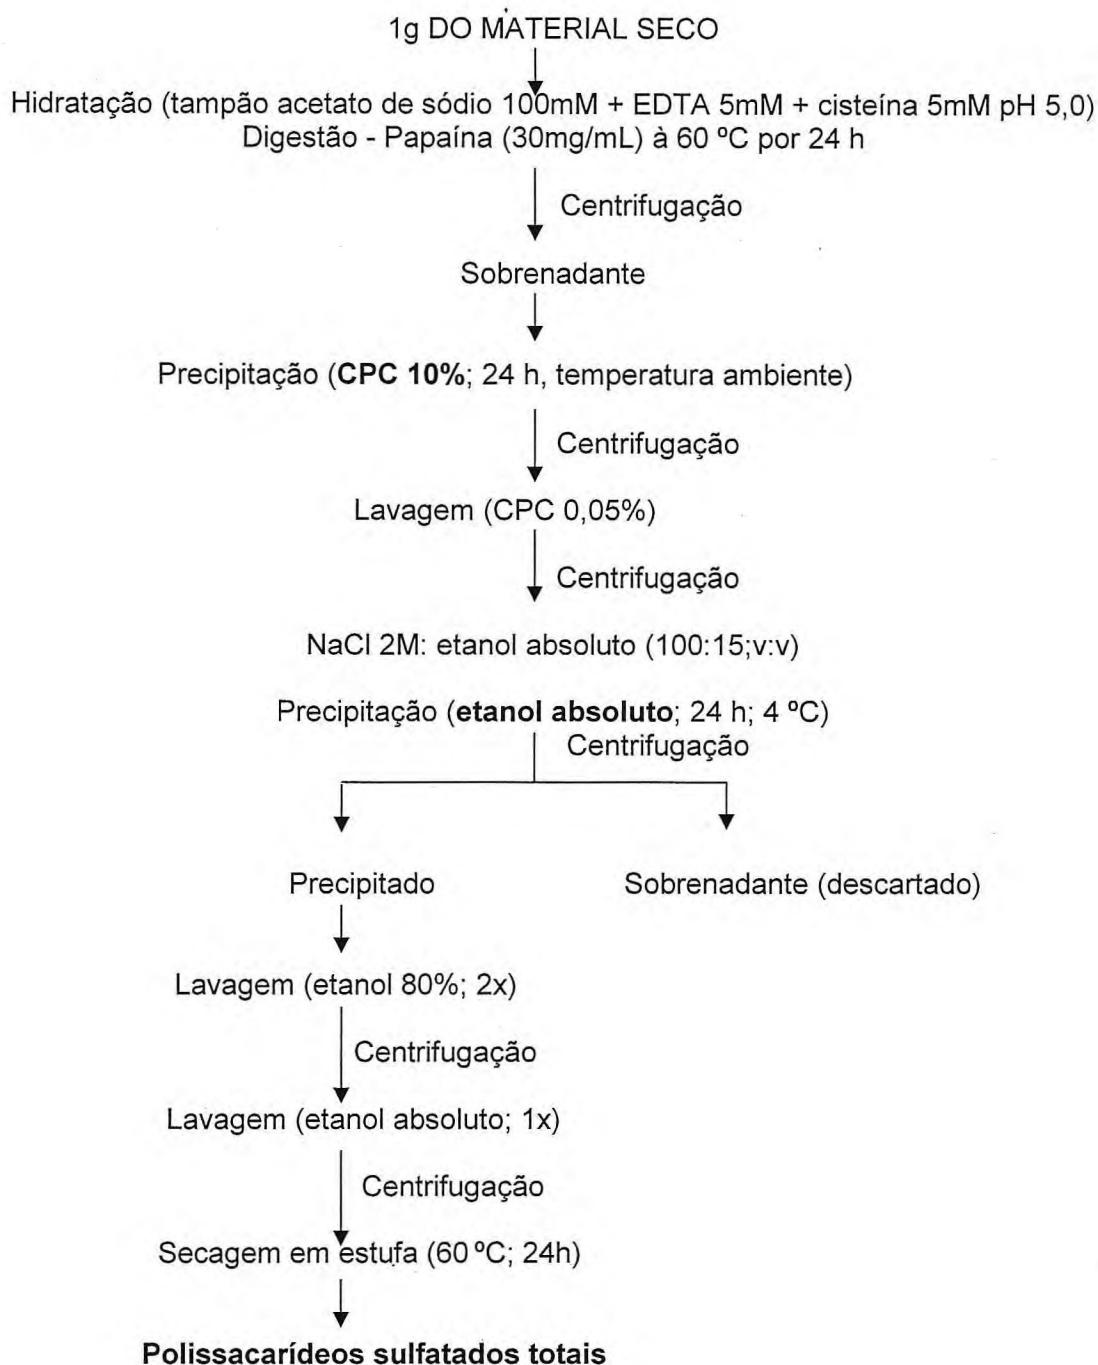 1g DO MATERIAL SECO
Hidratação (tampão acetato de sódio 100mM + EDTA 5mM + cisteína 5mM pH 5,0)
Digestão - Papaína (30mg/mL) à 60 ºC por 24 h
Centrifugação
Sobrenadante
Precipitação (CPC 10%; 24 h, temperatura ambiente)
Centrifugação
Lavagem (CPC 0,05%)
Centrifugação
NaCl 2M: etanol absoluto (100:15;v:v)
Precipitação (etanol absoluto; 24 h; 4 ºC)
Centrifugação
Precipitado
Sobrenadante (descartado)
Lavagem (etanol 80%; 2x)
Centrifugação
Lavagem (etanol absoluto; 1x)
Centrifugação
Secagem em estufa (60 ºC; 24h)
Polissacarídeos sulfatados totais